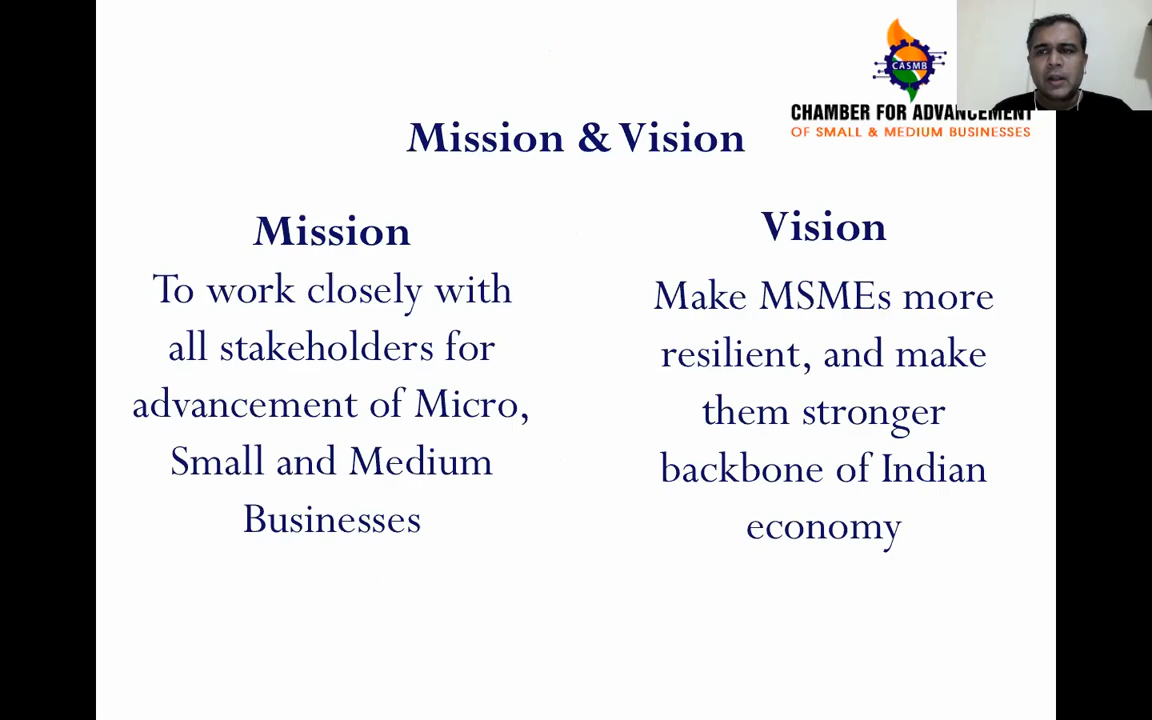 CASMB
CHAMBER FOR ADVANCEMENT
OF SMALL & MEDIUM BUSINESSES
Mission & Vision
Mission
To work closely with
all stakeholders for
advancement of Micro,
Small and Medium
Businesses
Vision
Make MSMEs more
resilient, and make
them stronger
backbone of Indian
economy